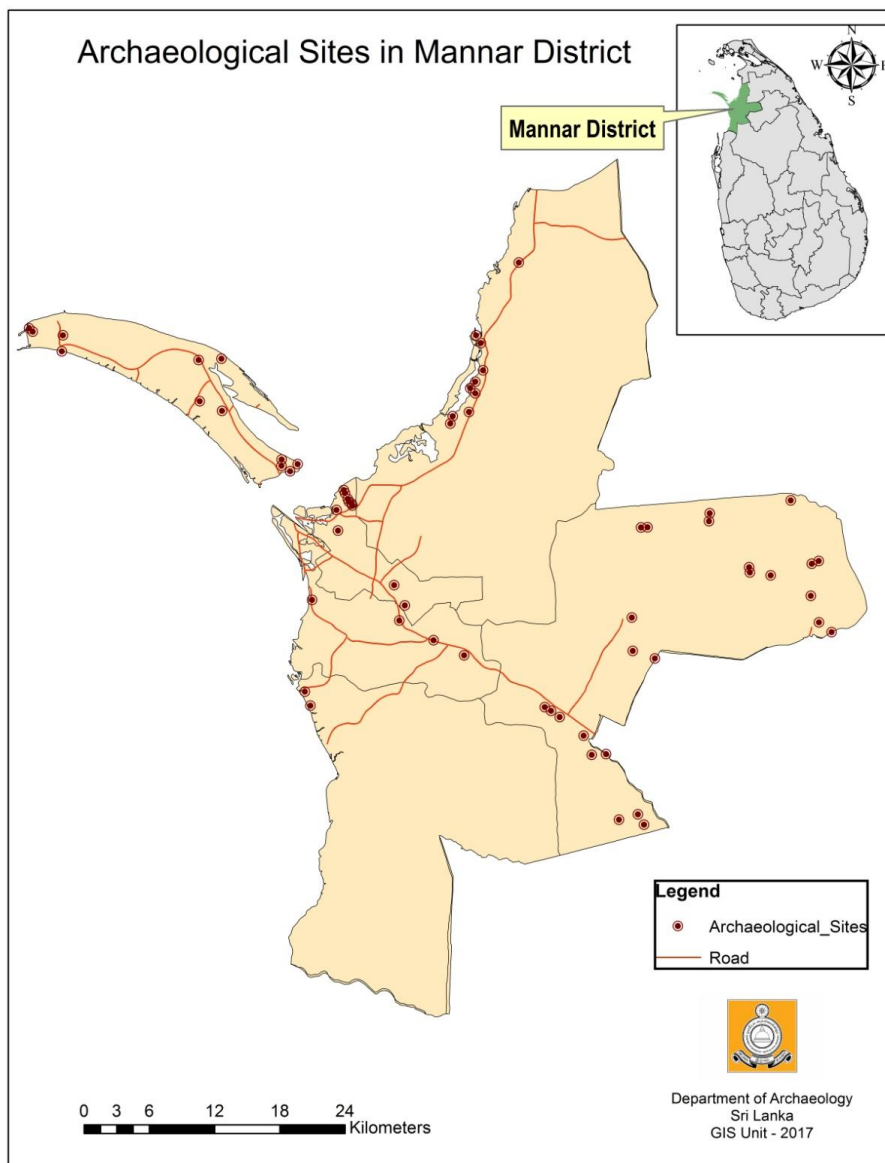 Archaeological Sites in Mannar District
N
W
E
S
Mannar District
Legend
Archaeological_Sites
Road
0 3 6 12 18 24
Kilometers
Department of Archaeology
Sri Lanka
GIS Unit - 2017